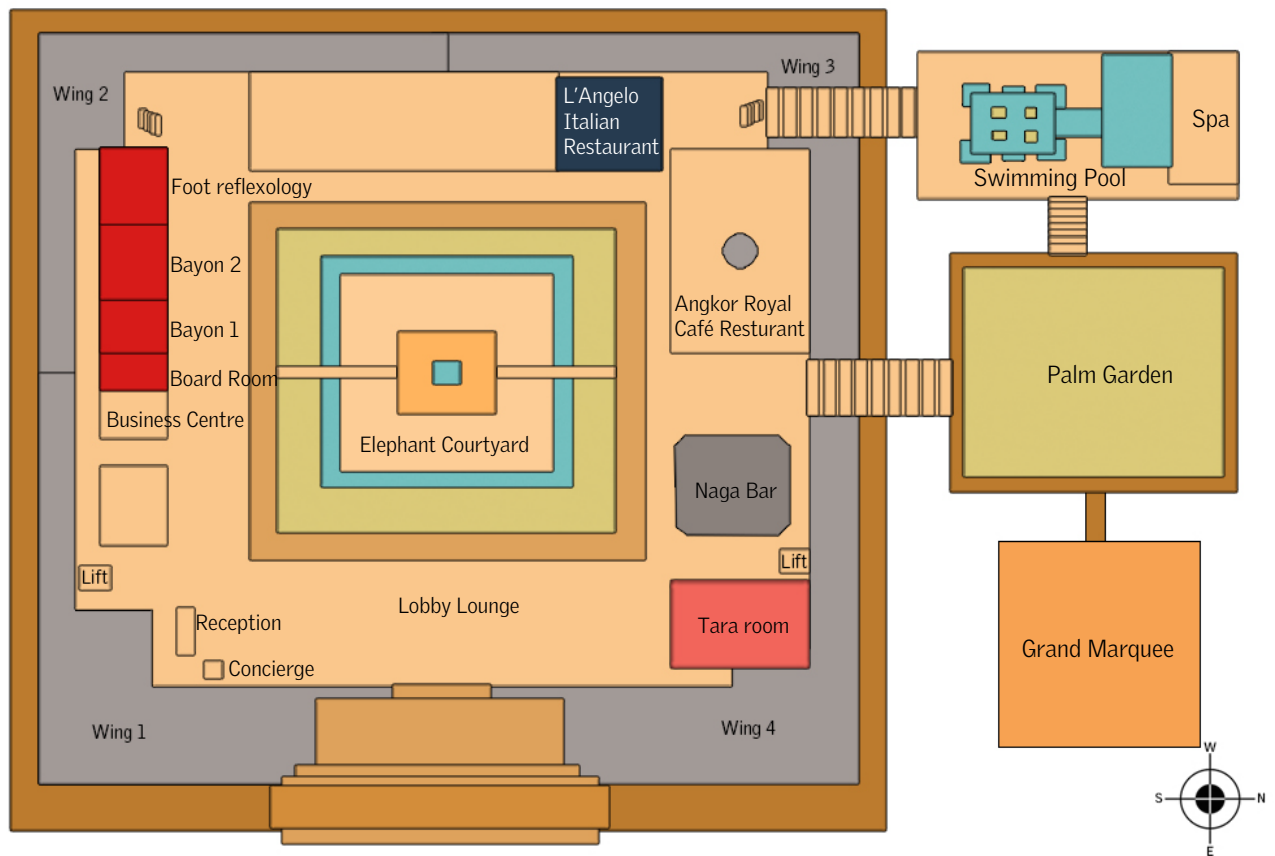 Wing 2
Wing 3
L'Angelo
Italian
Restaurant
Spa
Swimming Pool
Foot reflexology
Bayon 2
Bayon 1
Board Room
Business Centre
Angkor Royal
Café Resturant
Elephant Courtyard
Palm Garden
Naga Bar
Lift
Lift
Lobby Lounge
Reception
Concierge
Tara room
Grand Marquee
Wing 1
Wing 4
W
S
N
E